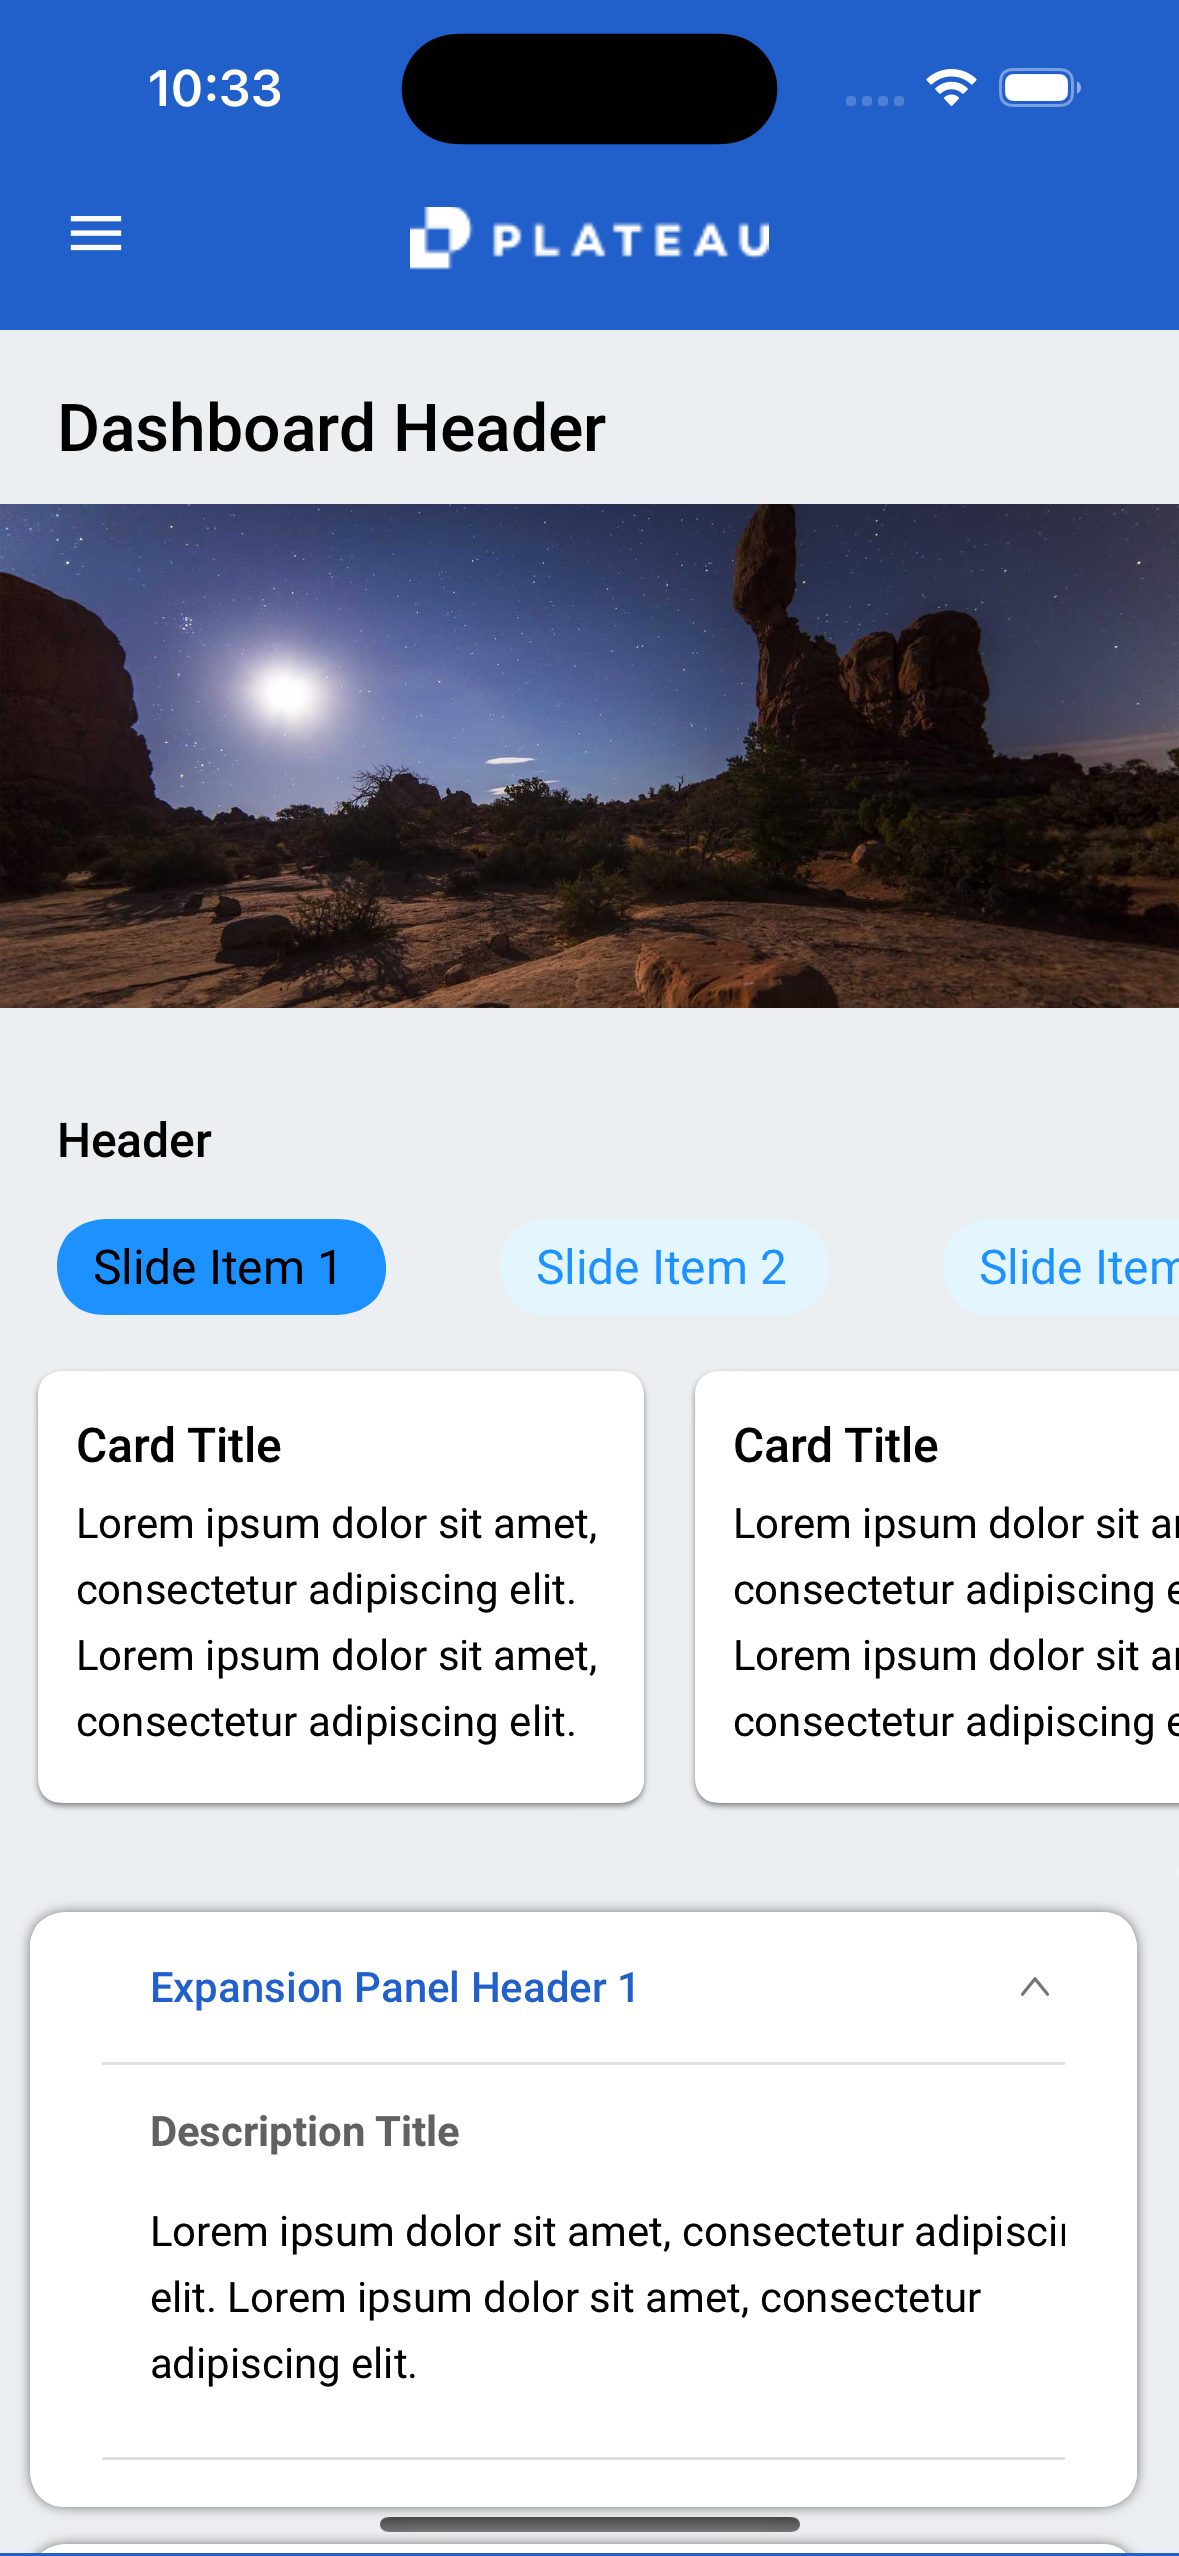 10:33
PLATEAU
Dashboard Header
Header
Slide Item 1
Slide Item 2
Slide Item
Card Title
Lorem ipsum dolor sit amet,
consectetur adipiscing elit.
Lorem ipsum dolor sit amet,
consectetur adipiscing elit.
Card Title
Lorem ipsum dolor sit
consectetur adipiscing
Lorem ipsum dolor sit
consectetur adipiscing
Expansion Panel Header 1
Description Title
Lorem ipsum dolor sit amet, consectetur
elit. Lorem ipsum dolor sit amet, consectetur
adipiscing elit.